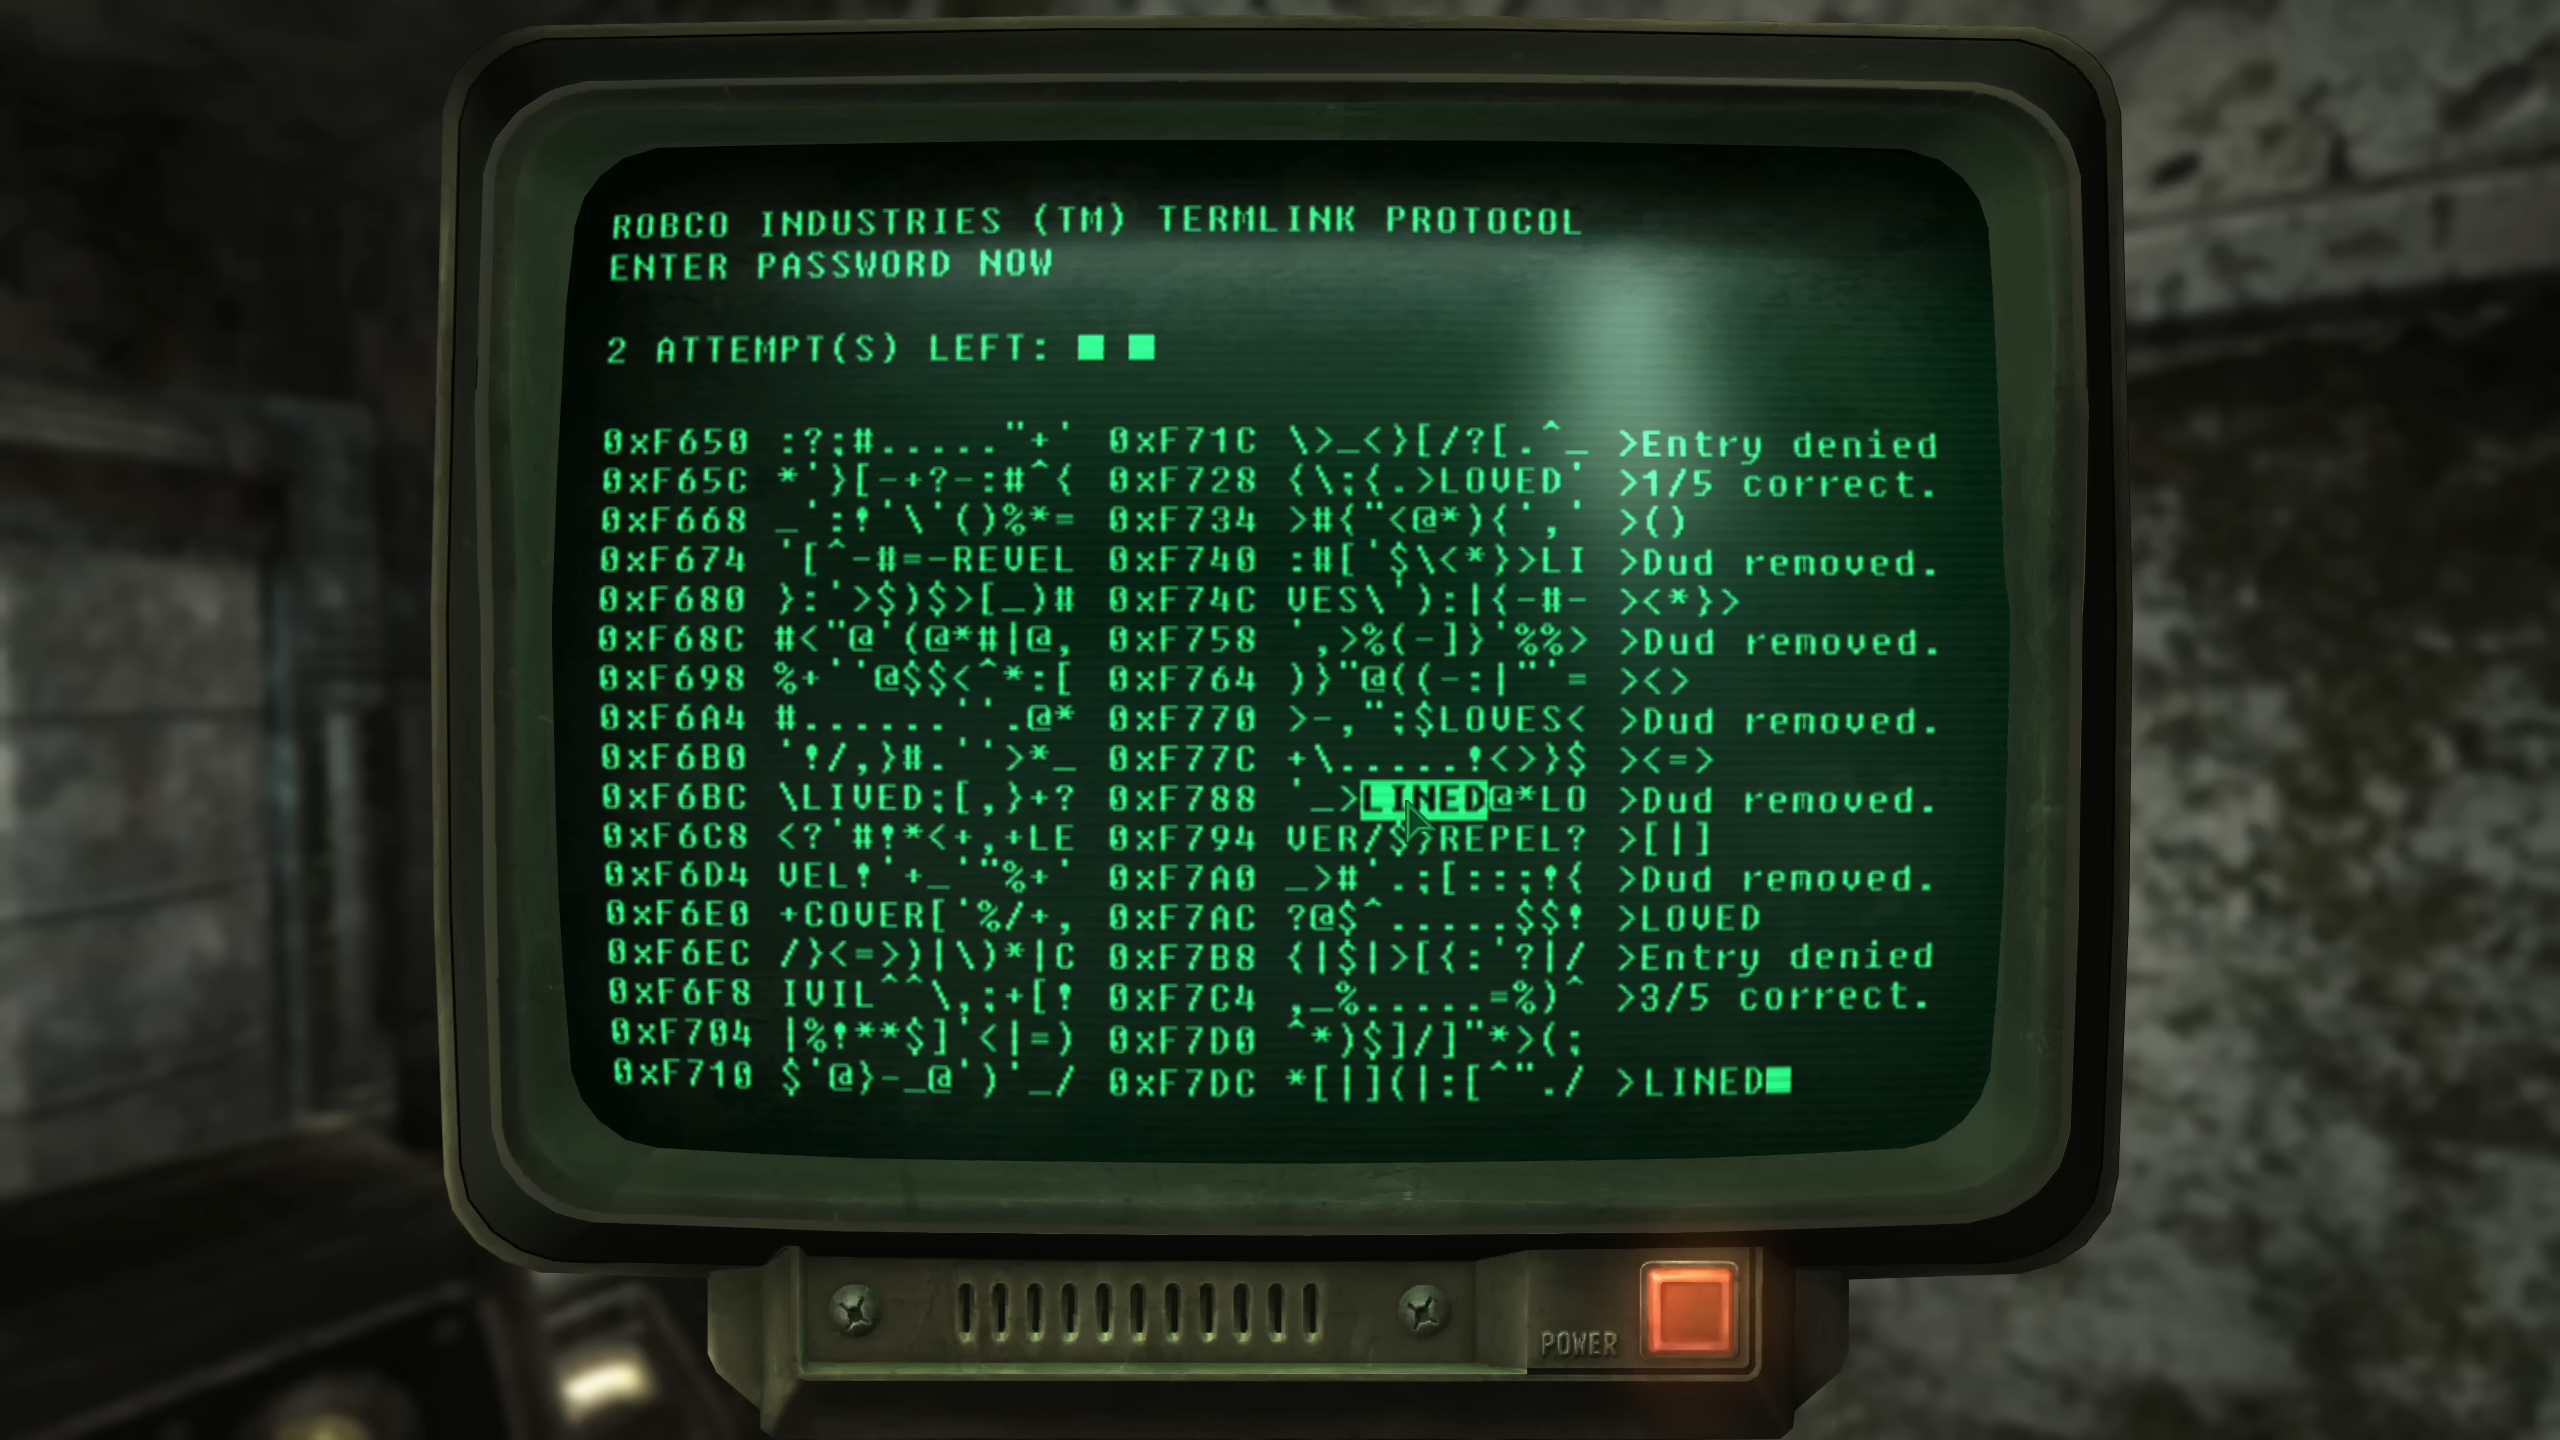 ROBCO INDUSTRIES (TM) TERMLINK PROTOCOL
ENTER PASSWORD NOW
2 ATTEMPT(S) LEFT: ■ ■
0xF650 :?;#....."+' 0xF71C \>_<}[/?[.^_ >Entry denied
0xF65C *'}[-+?-:#^{ 0xF728 {\;{.>LOVED' >1/5 correct.
0xF668 _':!'\'()%*= 0xF734 >#{"<@*){',' >()
0xF674 '[^-#=-REVEL 0xF740 :#['$\<*}>LI >Dud removed.
0xF680 }:'>$)$>[_)# 0xF74C VES\'):|{-#- ><*}>
0xF68C #<"@'(@*#|@, 0xF758 ',>%(-]}'%%> >Dud removed.
0xF698 %+''@$$<^*:[ 0xF764 )}"@((-:|"'= ><>
0xF6A4 #......''.@* 0xF770 >-,";$LOVES< >Dud removed.
0xF6B0 '!/,}#.''>*_ 0xF77C +\.....!<>}$ ><=>
0xF6BC \LIVED;[,}+? 0xF788 '_>LINED@*LO >Dud removed.
0xF6C8 <?'#!*<+,+LE 0xF794 VER/$}REPEL? >[|]
0xF6D4 VEL!'+_'"%+' 0xF7A0 _>#'.;[::;!{ >Dud removed.
0xF6E0 +COVER['%/+, 0xF7AC ?@$^.....$$! >LOVED
0xF6EC /}<=>)|\)*|C 0xF7B8 {|$|>[{:'?|/ >Entry denied
0xF6F8 IVIL^^\,;+[! 0xF7C4 ,_%.....=%)^ >3/5 correct.
0xF704 |%!**$]'<|=) 0xF7D0 ^*)$]/]"*>(;
0xF710 $'@}-_@')'_/ 0xF7DC *[|](|:[^"./ >LINED■
POWER